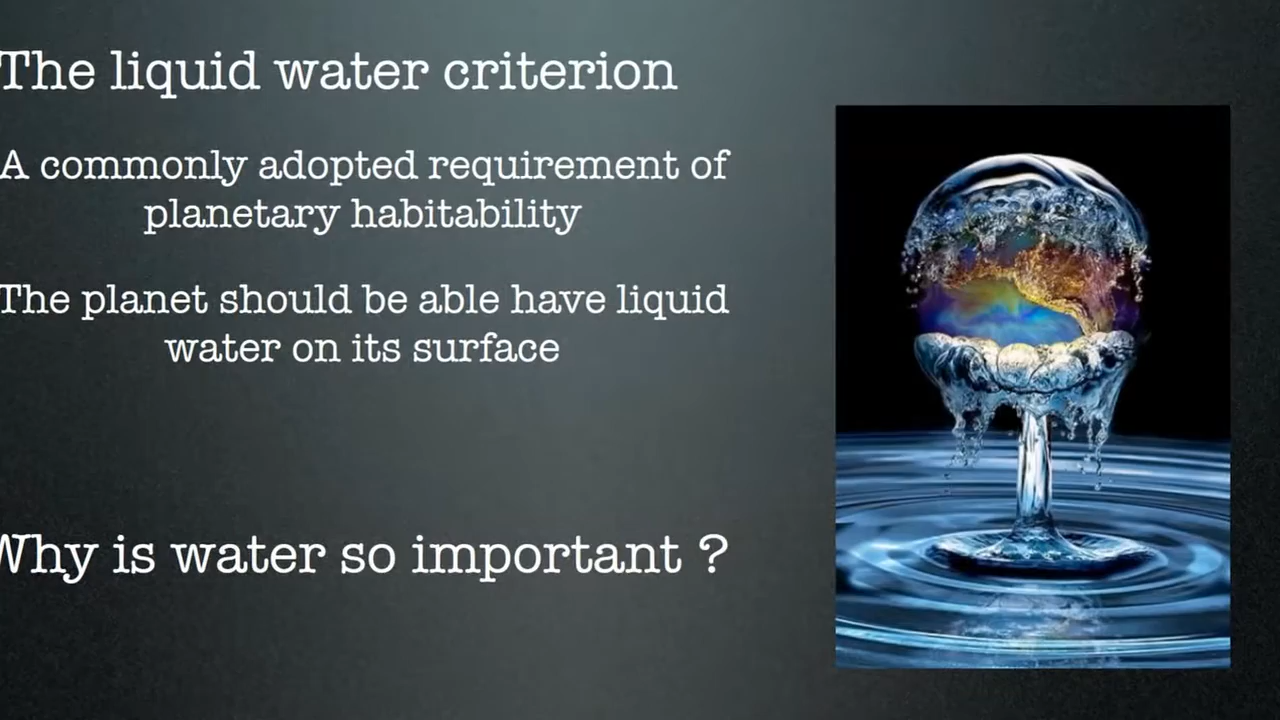 The liquid water criterion
A commonly adopted requirement of
planetary habitability
The planet should be able have liquid
water on its surface
Why is water so important ?